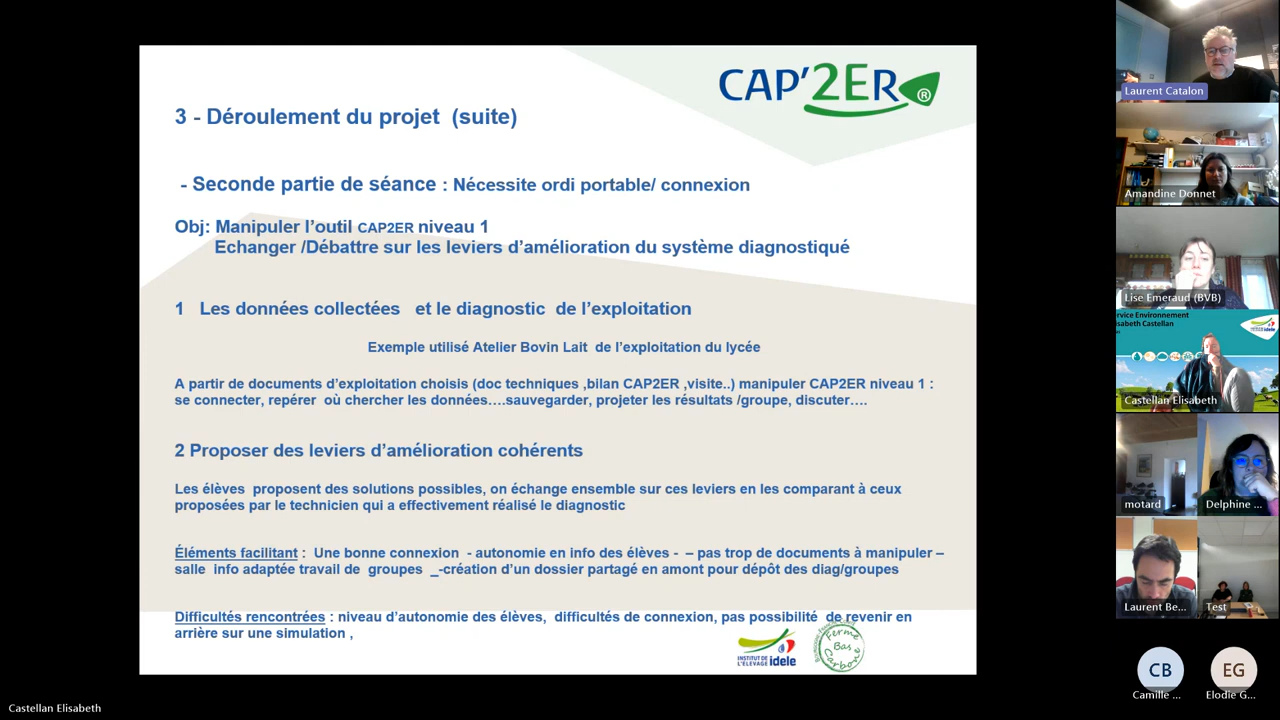 CAP'2ER®
3 - Déroulement du projet (suite)
- Seconde partie de séance : Nécessite ordi portable/ connexion
Obj: Manipuler l'outil CAP2ER niveau 1
Echanger /Débattre sur les leviers d'amélioration du système diagnostiqué
1 Les données collectées et le diagnostic de l'exploitation
Exemple utilisé Atelier Bovin Lait de l'exploitation du lycée
A partir de documents d'exploitation choisis (doc techniques ,bilan CAP2ER ,visite..) manipuler CAP2ER niveau 1 :
se connecter, repérer où chercher les données….sauvegarder, projeter les résultats /groupe, discuter….
2 Proposer des leviers d'amélioration cohérents
Les élèves proposent des solutions possibles, on échange ensemble sur ces leviers en les comparant à ceux
proposées par le technicien qui a effectivement réalisé le diagnostic
Éléments facilitant : Une bonne connexion - autonomie en info des élèves - – pas trop de documents à manipuler –
salle info adaptée travail de groupes _-création d'un dossier partagé en amont pour dépôt des diag/groupes
Difficultés rencontrées : niveau d'autonomie des élèves, difficultés de connexion, pas possibilité de revenir en
arrière sur une simulation ,
INSTITUT DE
L'ÉLEVAGE idele
Ferme
Bas
Carbone
Laurent Catalon
Amandine Donnet
Lise Emeraud (BVB)
rvice Environnement
isabeth Castellan
idele
Castellan Elisabeth
motard
Delphine ...
Laurent Be...
Test
CB
EG
Camille ...
Elodie G...
Castellan Elisabeth